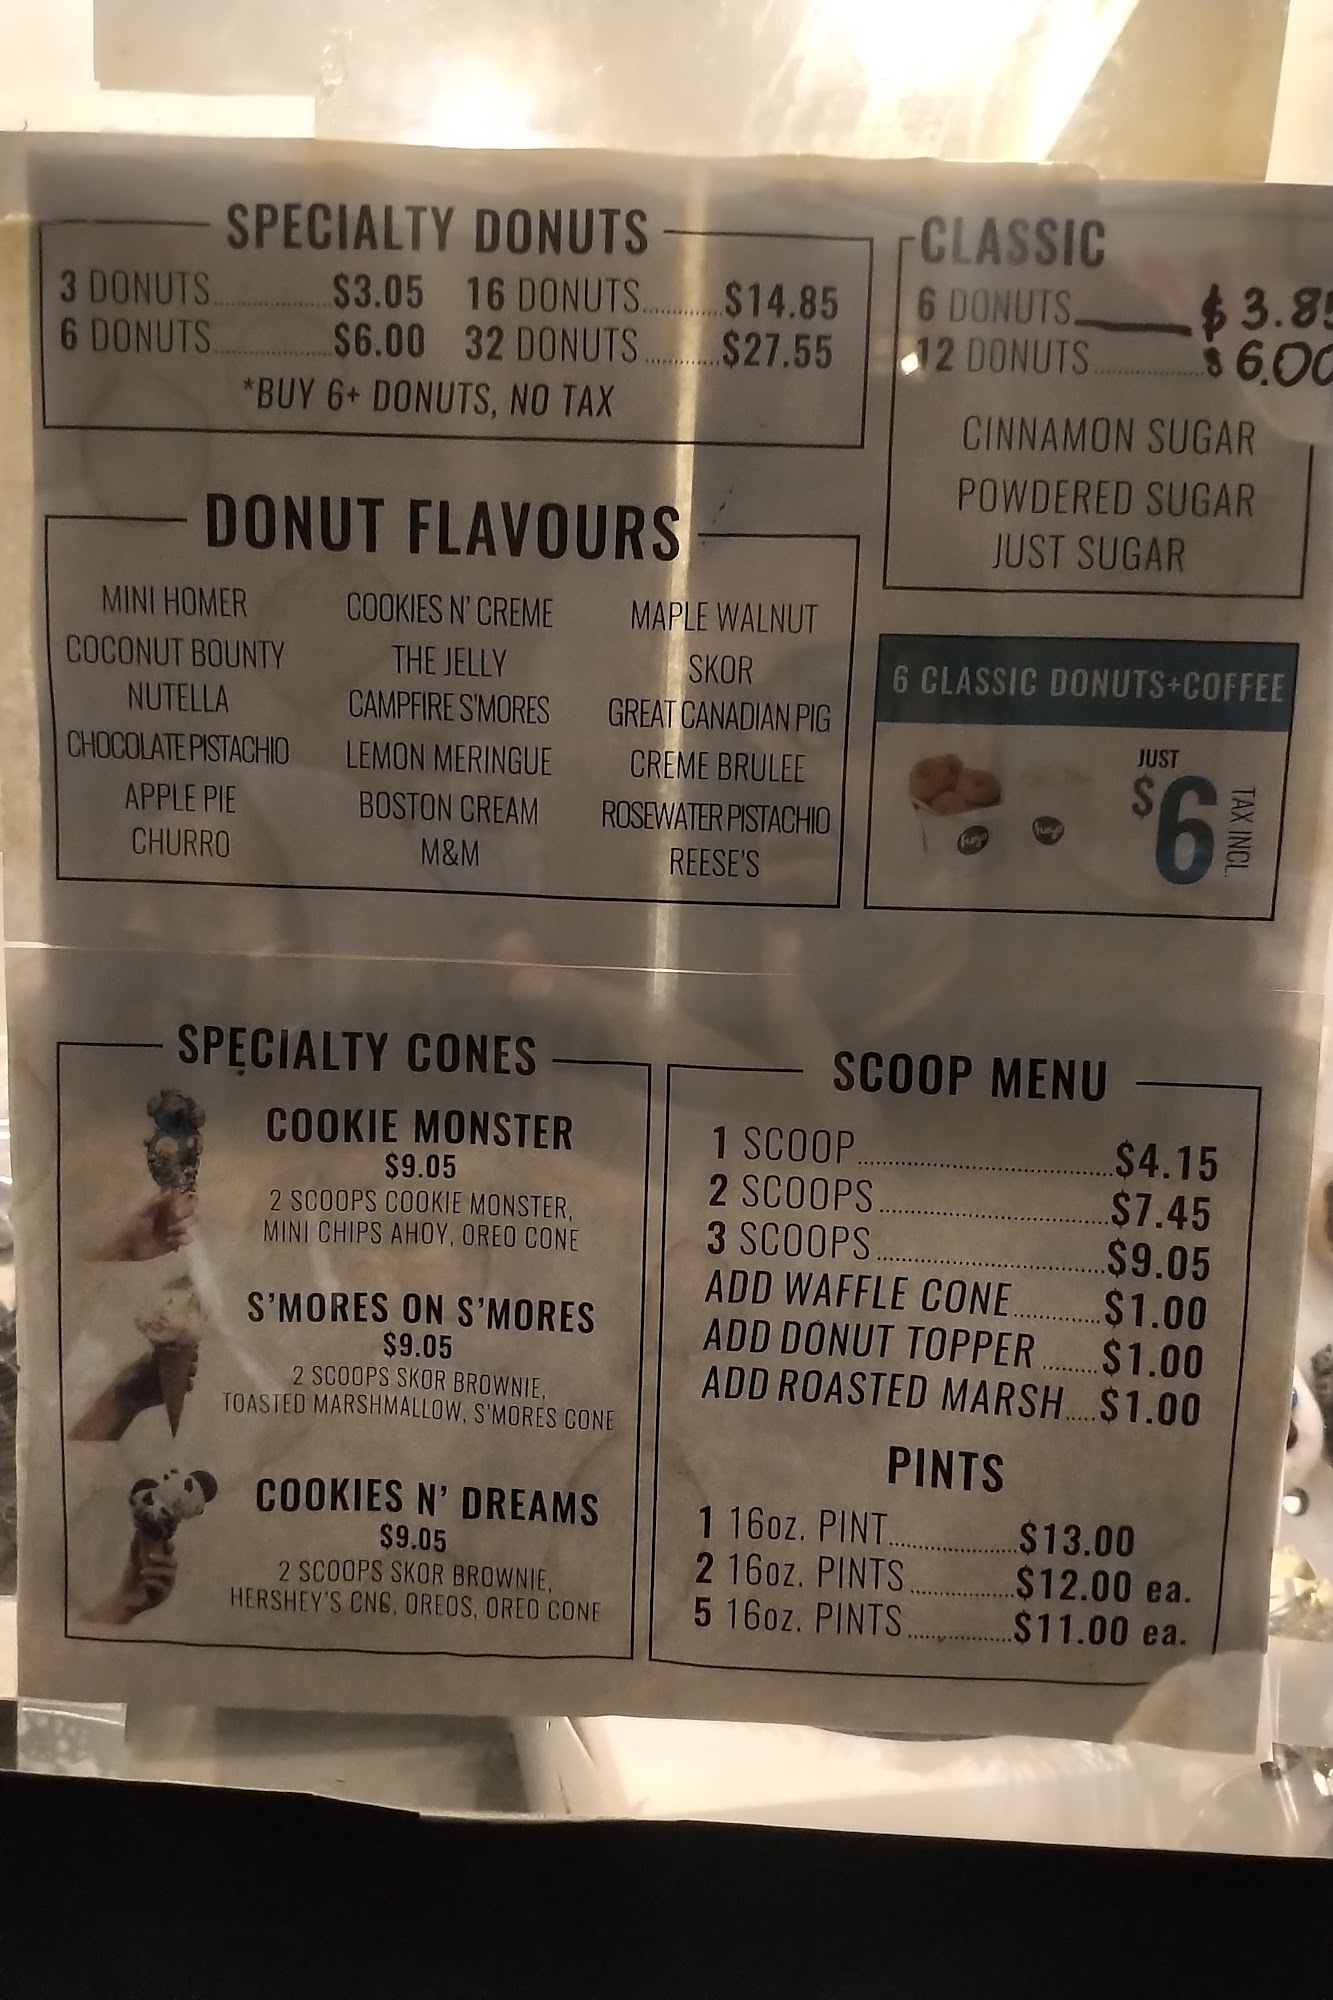 SPECIALTY DONUTS
3 DONUTS....................$3.05
6 DONUTS....................$6.00
16 DONUTS.............$14.85
32 DONUTS.............$27.55
*BUY 6+ DONUTS, NO TAX
CLASSIC
6 DONUTS $3.85
12 DONUTS....................$6.00
CINNAMON SUGAR
POWDERED SUGAR
JUST SUGAR
DONUT FLAVOURS
MINI HOMER
COCONUT BOUNTY
NUTELLA
CHOCOLATE PISTACHIO
APPLE PIE
CHURRO
COOKIES N' CREME
THE JELLY
CAMPFIRE S'MORES
LEMON MERINGUE
BOSTON CREAM
M&M
MAPLE WALNUT
SKOR
GREAT CANADIAN PIG
CREME BRULEE
ROSEWATER PISTACHIO
REESE'S
6 CLASSIC DONUTS+COFFEE
JUST
$6
TAX INCL.
fugo
fugo
SPECIALTY CONES
COOKIE MONSTER
$9.05
2 SCOOPS COOKIE MONSTER,
MINI CHIPS AHOY, OREO CONE
S'MORES ON S'MORES
$9.05
2 SCOOPS SKOR BROWNIE,
TOASTED MARSHMALLOW, S'MORES CONE
COOKIES N' DREAMS
$9.05
2 SCOOPS SKOR BROWNIE,
HERSHEY'S CNC, OREOS, OREO CONE
SCOOP MENU
1 SCOOP........................................$4.15
2 SCOOPS....................................$7.45
3 SCOOPS....................................$9.05
ADD WAFFLE CONE..............$1.00
ADD DONUT TOPPER.........$1.00
ADD ROASTED MARSH.....$1.00
PINTS
1 16oz. PINT....................$13.00
2 16oz. PINTS.................$12.00 ea.
5 16oz. PINTS.................$11.00 ea.